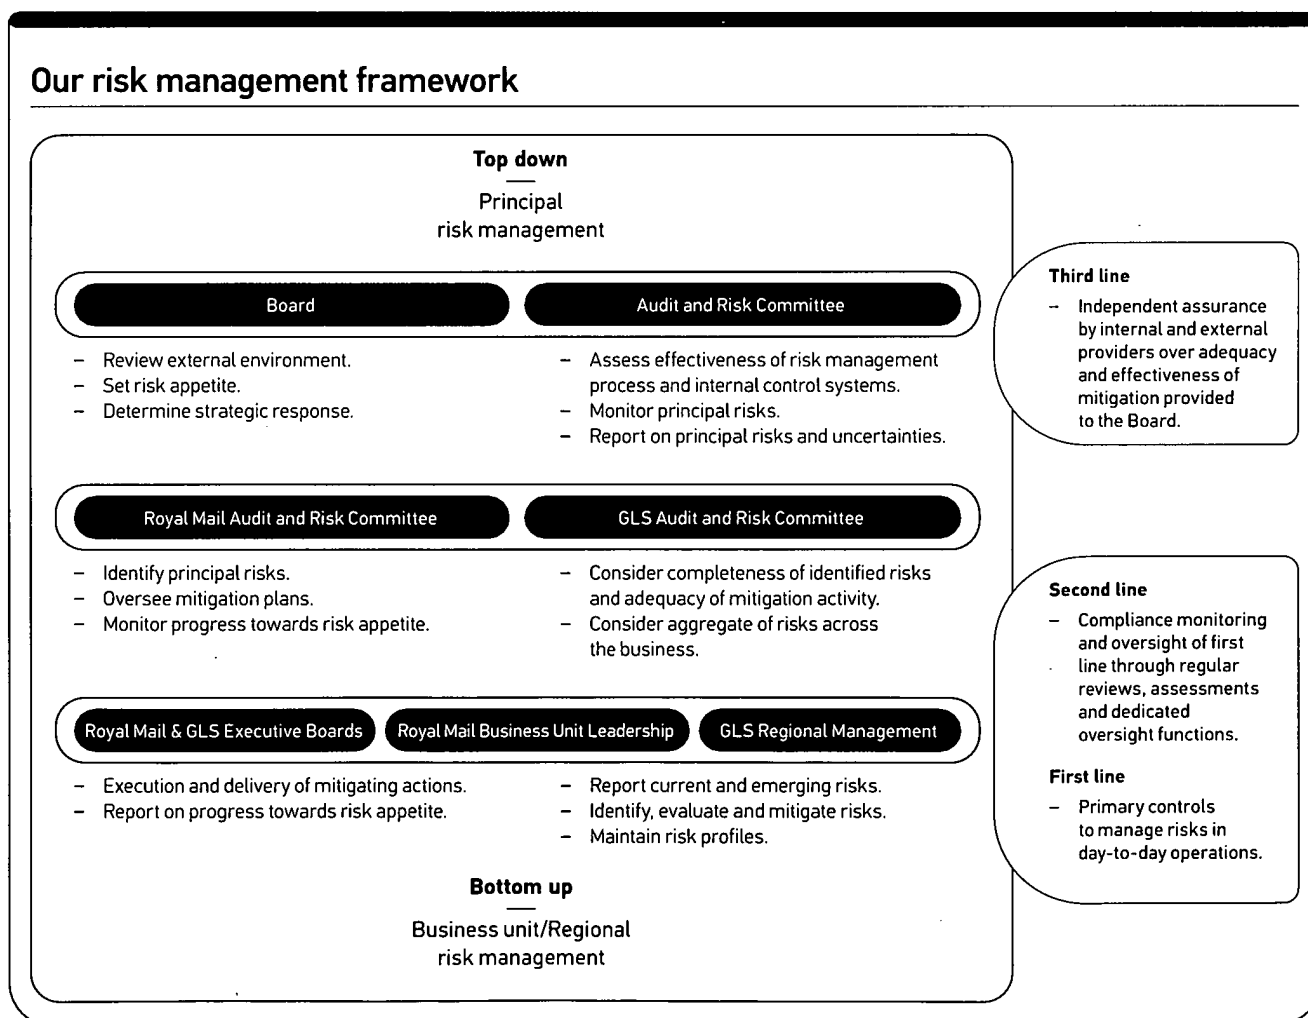 Our risk management framework
Top down
Principal
risk management
Board
Audit and Risk Committee
– Review external environment.
– Set risk appetite.
– Determine strategic response.
– Assess effectiveness of risk management
process and internal control systems.
– Monitor principal risks.
– Report on principal risks and uncertainties.
Third line
– Independent assurance
by internal and external
providers over adequacy
and effectiveness of
mitigation provided
to the Board.
Royal Mail Audit and Risk Committee
GLS Audit and Risk Committee
– Identify principal risks.
– Oversee mitigation plans.
– Monitor progress towards risk appetite.
– Consider completeness of identified risks
and adequacy of mitigation activity.
– Consider aggregate of risks across
the business.
Second line
– Compliance monitoring
and oversight of first
line through regular
reviews, assessments
and dedicated
oversight functions.
First line
– Primary controls
to manage risks in
day-to-day operations.
Royal Mail & GLS Executive Boards
Royal Mail Business Unit Leadership
GLS Regional Management
– Execution and delivery of mitigating actions.
– Report on progress towards risk appetite.
– Report current and emerging risks.
– Identify, evaluate and mitigate risks.
– Maintain risk profiles.
Bottom up
Business unit/Regional
risk management